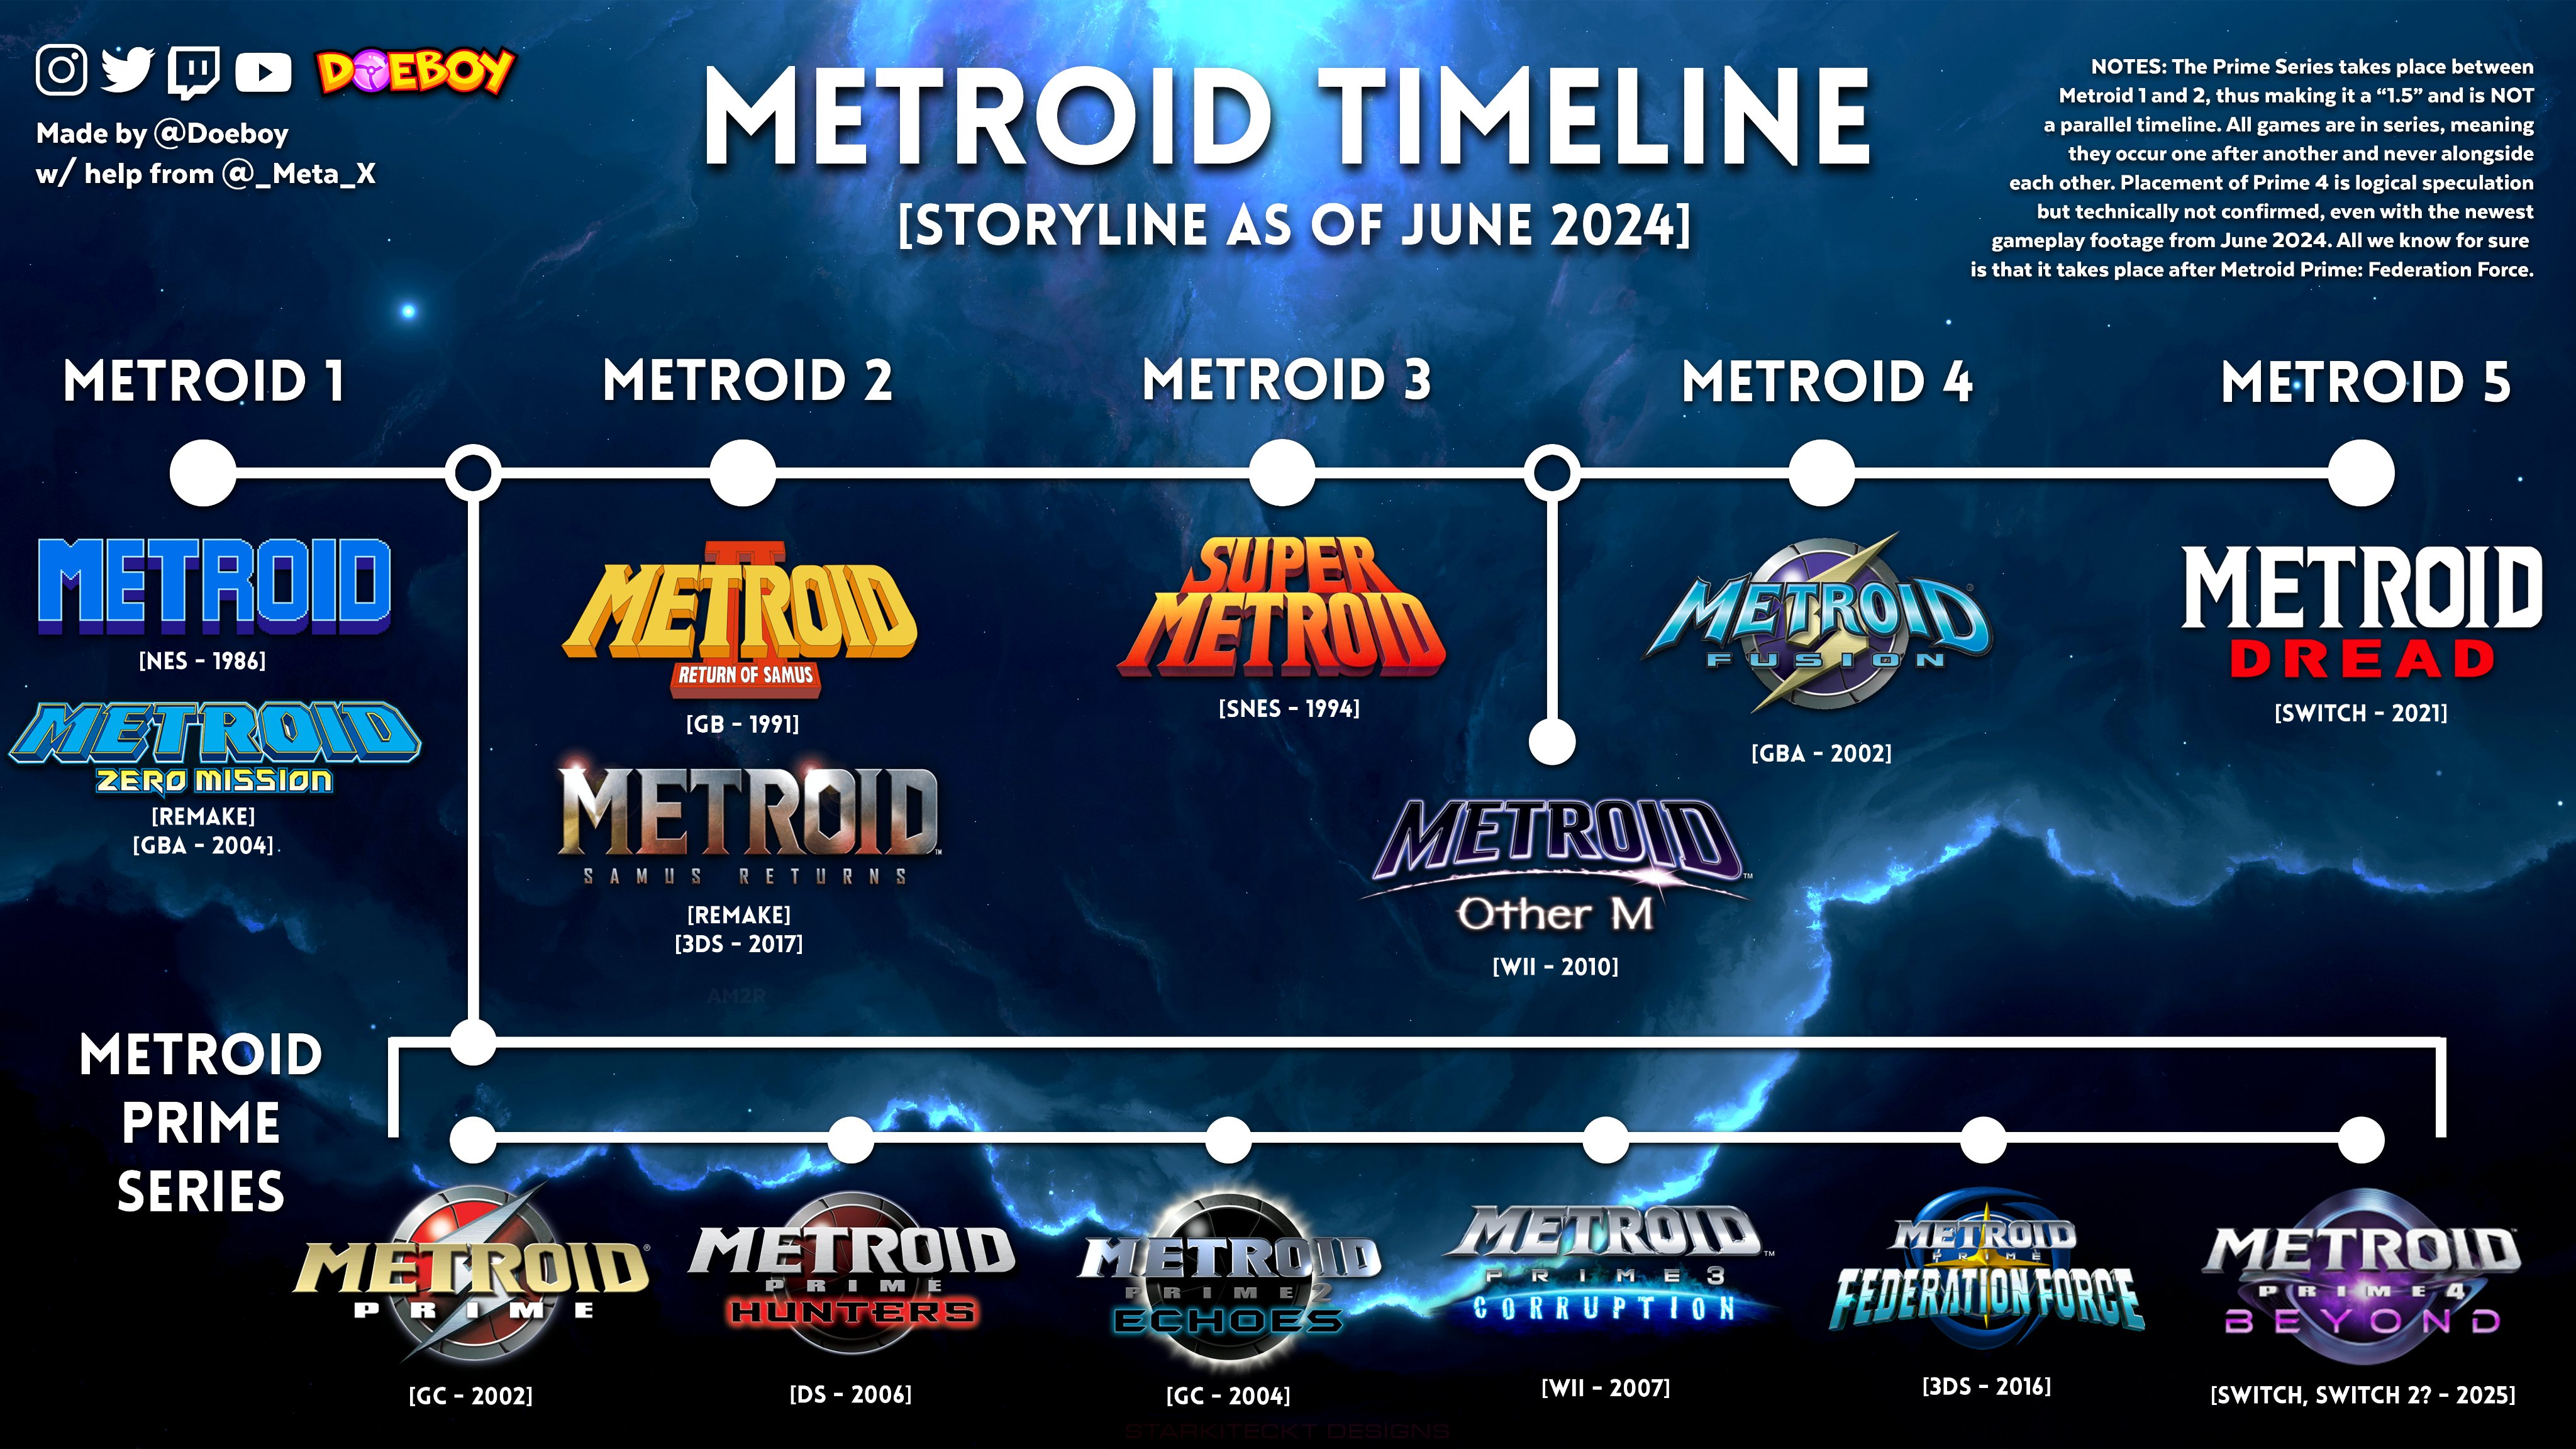 DOEBOY
Made by @Doeboy
w/ help from @_Meta_X
METROID TIMELINE
[STORYLINE AS OF JUNE 2024]
NOTES: The Prime Series takes place between
Metroid 1 and 2, thus making it a “1.5” and is NOT
a parallel timeline. All games are in series, meaning
they occur one after another and never alongside
each other. Placement of Prime 4 is logical speculation
but technically not confirmed, even with the newest
gameplay footage from June 2024. All we know for sure
is that it takes place after Metroid Prime: Federation Force.
METROID 1
METROID 2
METROID 3
METROID 4
METROID 5
METROID
[NES - 1986]
METROID
ZERO MISSION
[REMAKE]
[GBA - 2004]
METROID
II
RETURN OF SAMUS
[GB - 1991]
METROID™
SAMUS RETURNS
[REMAKE]
[3DS - 2017]
AM2R
SUPER
METROID
[SNES - 1994]
METROID™
Other M
[WII - 2010]
METROID®
FUSION
[GBA - 2002]
METROID
DREAD
[SWITCH - 2021]
METROID
PRIME
SERIES
METROID®
PRIME
[GC - 2002]
METROID
PRIME
HUNTERS
[DS - 2006]
METROID
PRIME 2
ECHOES
[GC - 2004]
METROID™
PRIME 3
CORRUPTION
[WII - 2007]
METROID
PRIME
FEDERATION FORCE
[3DS - 2016]
METROID™
PRIME 4
BEYOND
[SWITCH, SWITCH 2? - 2025]
STARKITECKT DESIGNS